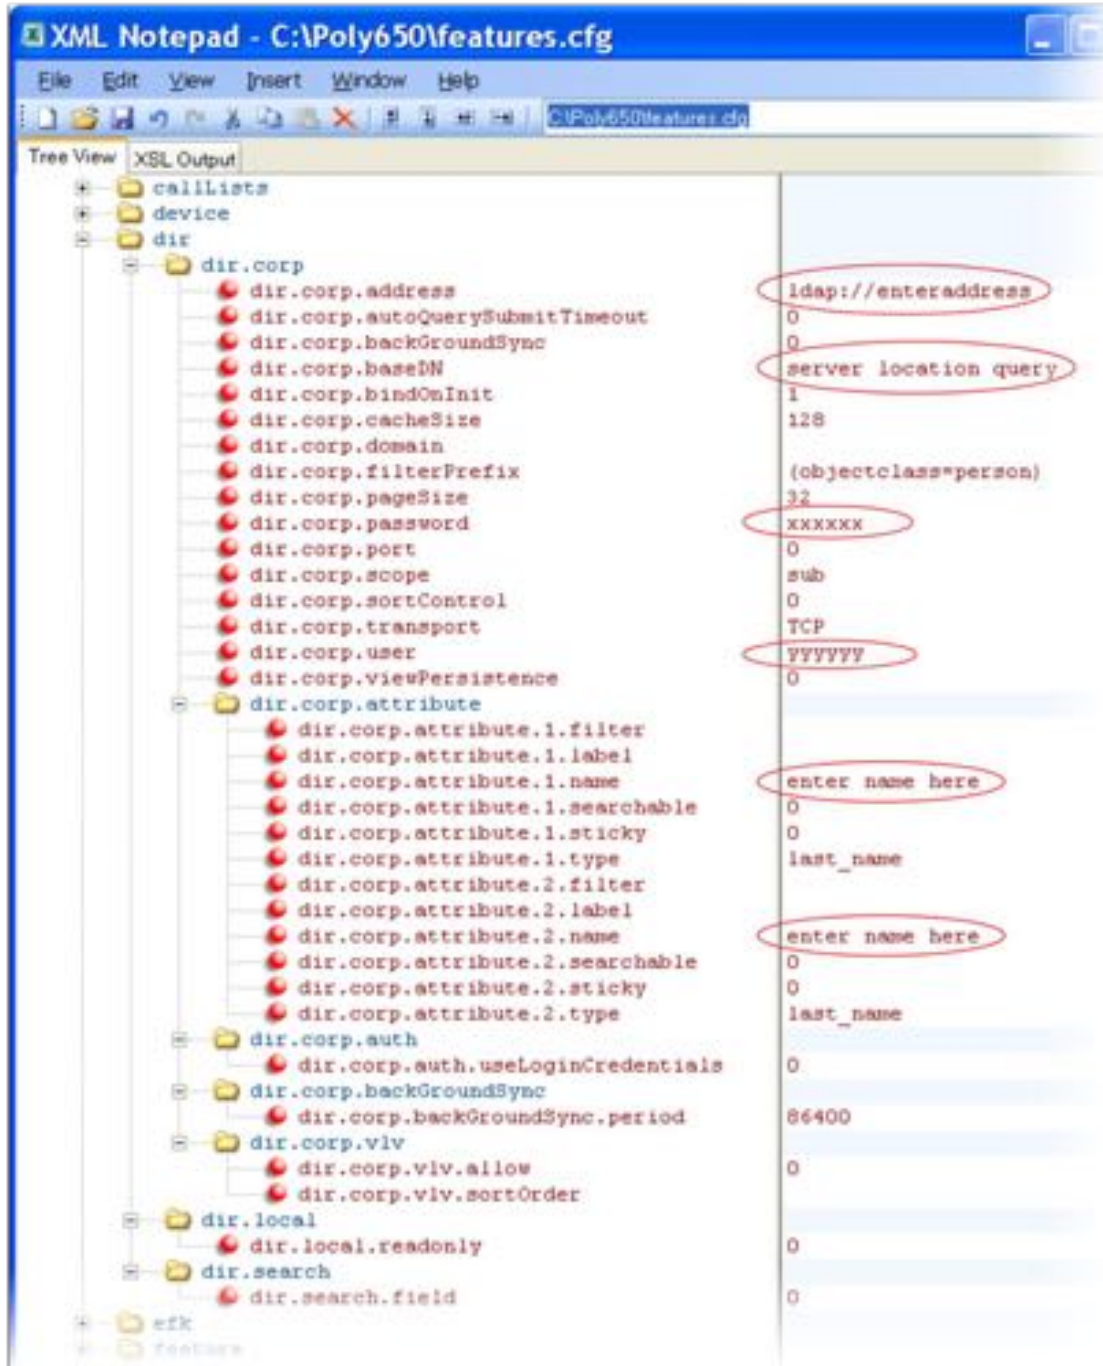 XML Notepad - C:\Poly650\features.cfg
File Edit View Insert Window Help
C:\Poly650\features.cfg
Tree View XSL Output
callLists
device
dir
dir.corp
dir.corp.address ldap://enteraddress
dir.corp.autoQuerySubmitTimeout 0
dir.corp.backGroundSync 0
dir.corp.baseDN server location query
dir.corp.bindOnInit 1
dir.corp.cacheSize 128
dir.corp.domain
dir.corp.filterPrefix (objectclass=person)
dir.corp.pageSize 32
dir.corp.password xxxxxx
dir.corp.port 0
dir.corp.scope sub
dir.corp.sortControl 0
dir.corp.transport TCP
dir.corp.user yyyyyy
dir.corp.viewPersistence 0
dir.corp.attribute
dir.corp.attribute.1.filter
dir.corp.attribute.1.label
dir.corp.attribute.1.name enter name here
dir.corp.attribute.1.searchable 0
dir.corp.attribute.1.sticky 0
dir.corp.attribute.1.type last_name
dir.corp.attribute.2.filter
dir.corp.attribute.2.label
dir.corp.attribute.2.name enter name here
dir.corp.attribute.2.searchable 0
dir.corp.attribute.2.sticky 0
dir.corp.attribute.2.type last_name
dir.corp.auth
dir.corp.auth.useLoginCredentials 0
dir.corp.backGroundSync
dir.corp.backGroundSync.period 86400
dir.corp.vlv
dir.corp.vlv.allow 0
dir.corp.vlv.sortOrder
dir.local
dir.local.readonly 0
dir.search
dir.search.field 0
efk
feature